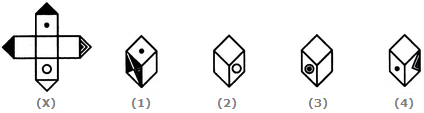 (X) (1) (2) (3) (4)